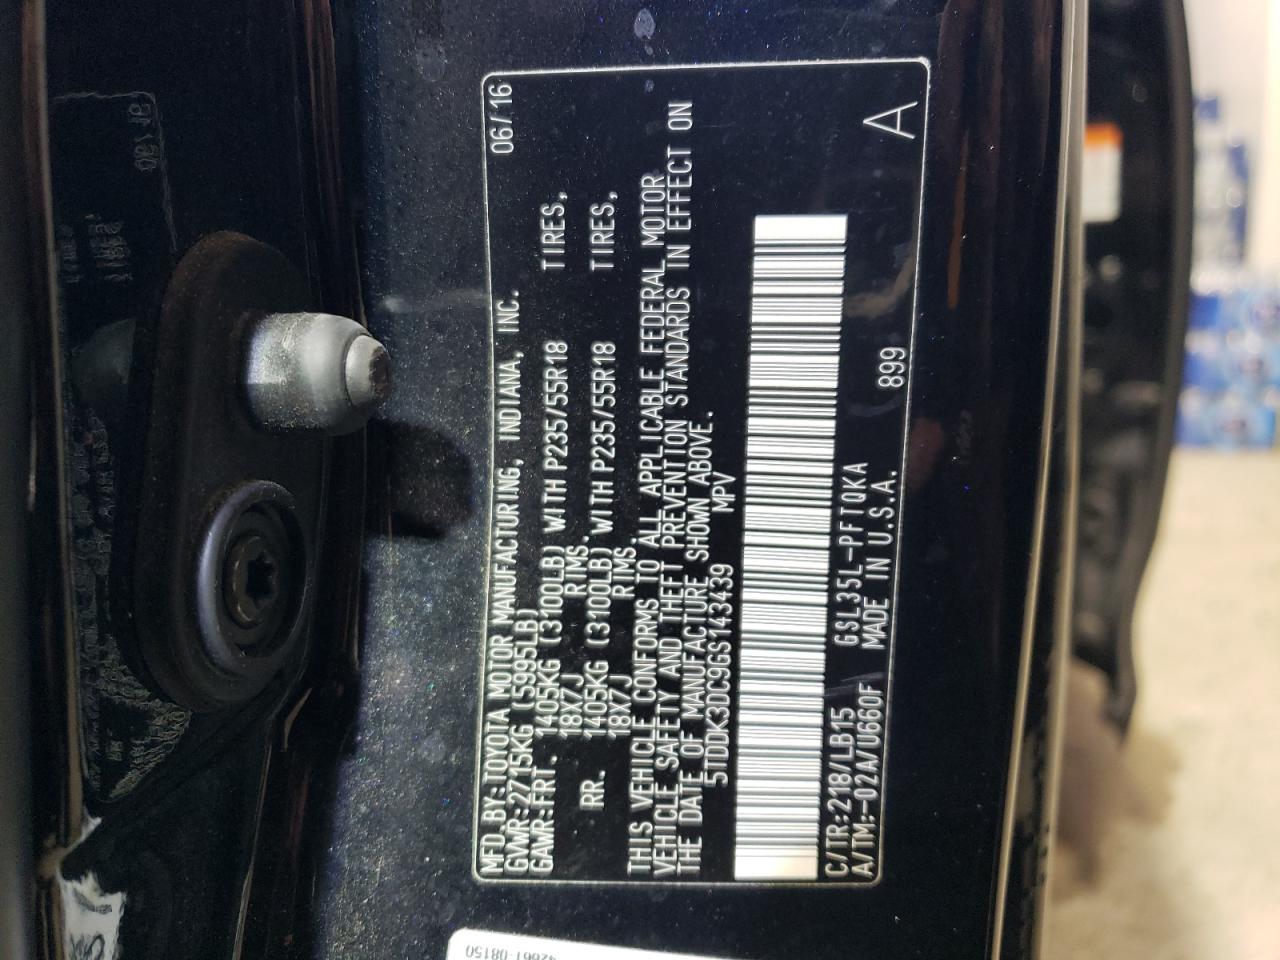 MFD.BY:TOYOTA MOTOR MANUFACTURING, INDIANA, INC. 06/16
GVWR:2715KG (5995LB)
GAWR:FRT. 1405KG (3100LB) WITH P235/55R18 TIRES,
18X7J RIMS.
RR. 1405KG (3100LB) WITH P235/55R18 TIRES,
18X7J RIMS
THIS VEHICLE CONFORMS TO ALL APPLICABLE FEDERAL MOTOR
VEHICLE SAFETY AND THEFT PREVENTION STANDARDS IN EFFECT ON
THE DATE OF MANUFACTURE SHOWN ABOVE.
5TDDK3DC9GS143439 MPV
C/TR:218/LB15 GSL35L-PFTQKA
A/TM:-02A/U660F MADE IN U.S.A. 899 A
42661-08150